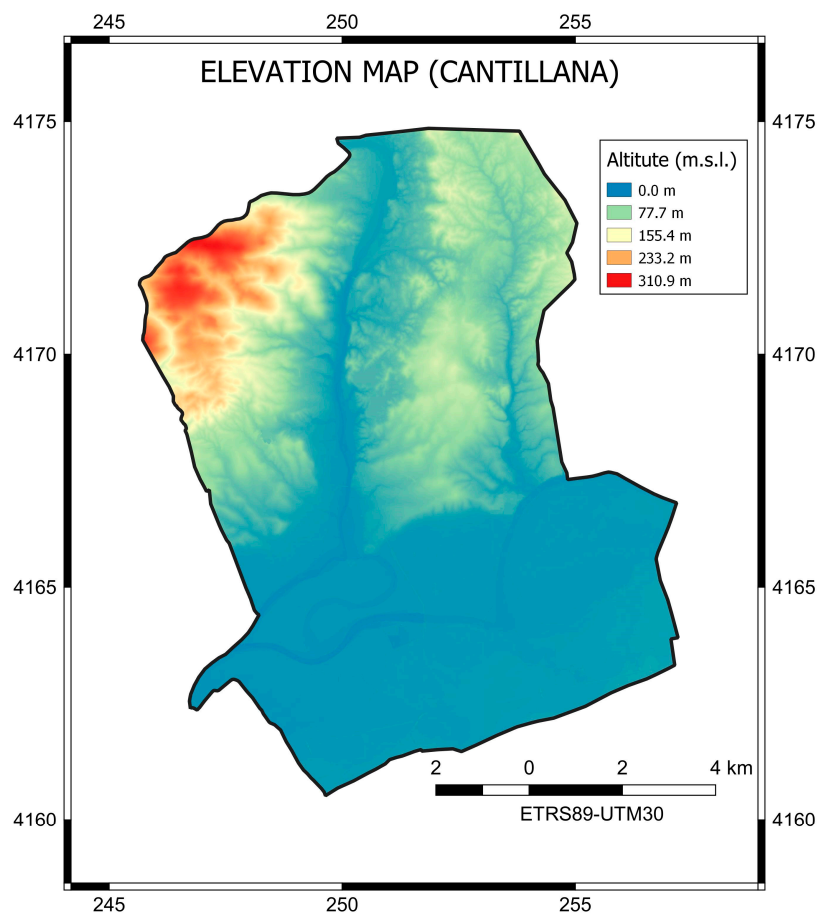 245 250 255
ELEVATION MAP (CANTILLANA)
4175 4175
Altitute (m.s.l.)
0.0 m
77.7 m
155.4 m
233.2 m
310.9 m
4170 4170
4165 4165
2 0 2 4 km
ETRS89-UTM30
4160 4160
245 250 255